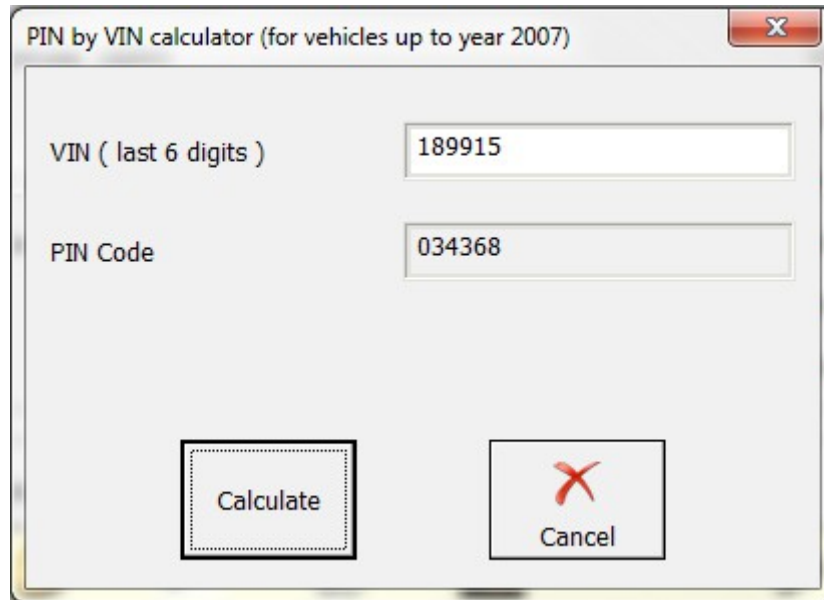 PIN by VIN calculator (for vehicles up to year 2007)
VIN ( last 6 digits )
189915
PIN Code
034368
Calculate
Cancel